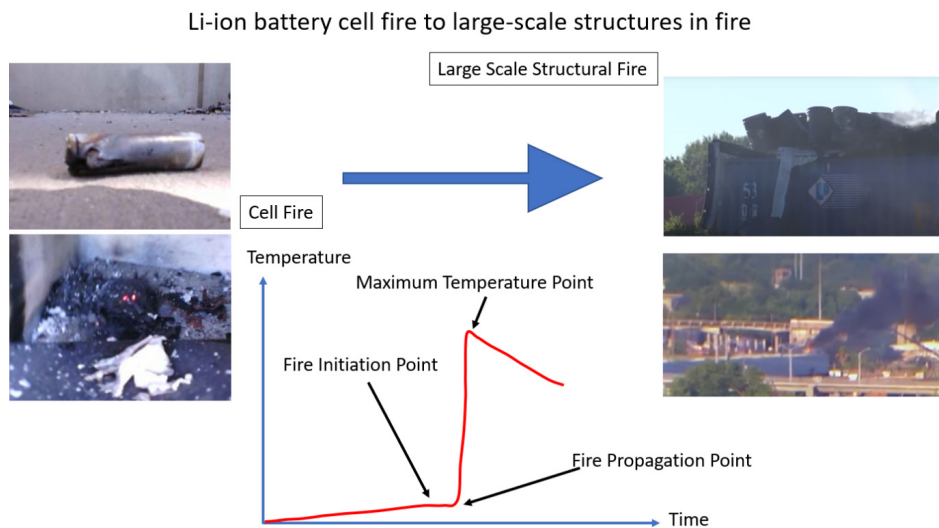 Li-ion battery cell fire to large-scale structures in fire
Large Scale Structural Fire
53
Cell Fire
Temperature
Maximum Temperature Point
Fire Initiation Point
Fire Propagation Point
Time